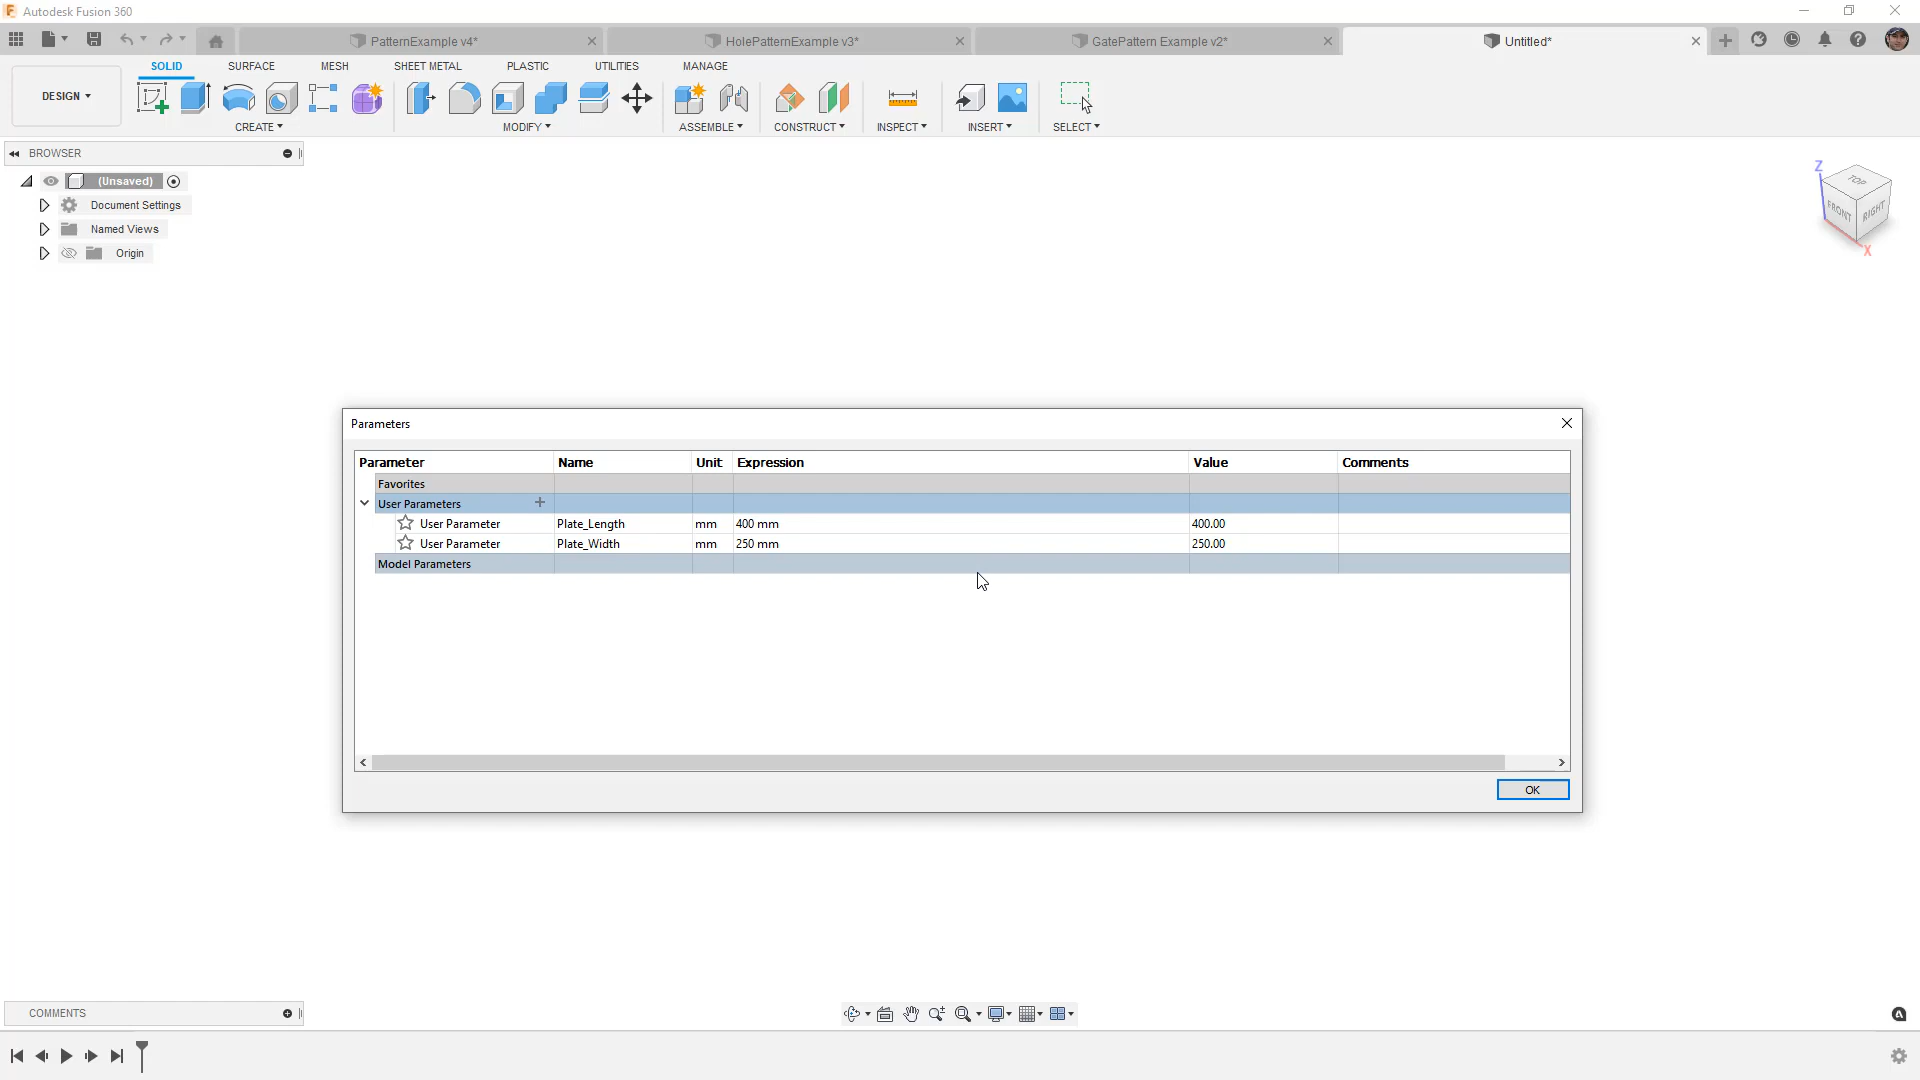 Autodesk Fusion 360
PatternExample v4*
HolePatternExample v3*
GatePattern Example v2*
Untitled*
DESIGN
SOLID
SURFACE
MESH
SHEET METAL
PLASTIC
UTILITIES
MANAGE
CREATE
MODIFY
ASSEMBLE
CONSTRUCT
INSPECT
INSERT
SELECT
BROWSER
(Unsaved)
Document Settings
Named Views
Origin
Z
TOP
FRONT
RIGHT
X
Parameters
Parameter Name Unit Expression Value Comments
Favorites
User Parameters
User Parameter Plate_Length mm 400 mm 400.00
User Parameter Plate_Width mm 250 mm 250.00
Model Parameters
OK
COMMENTS